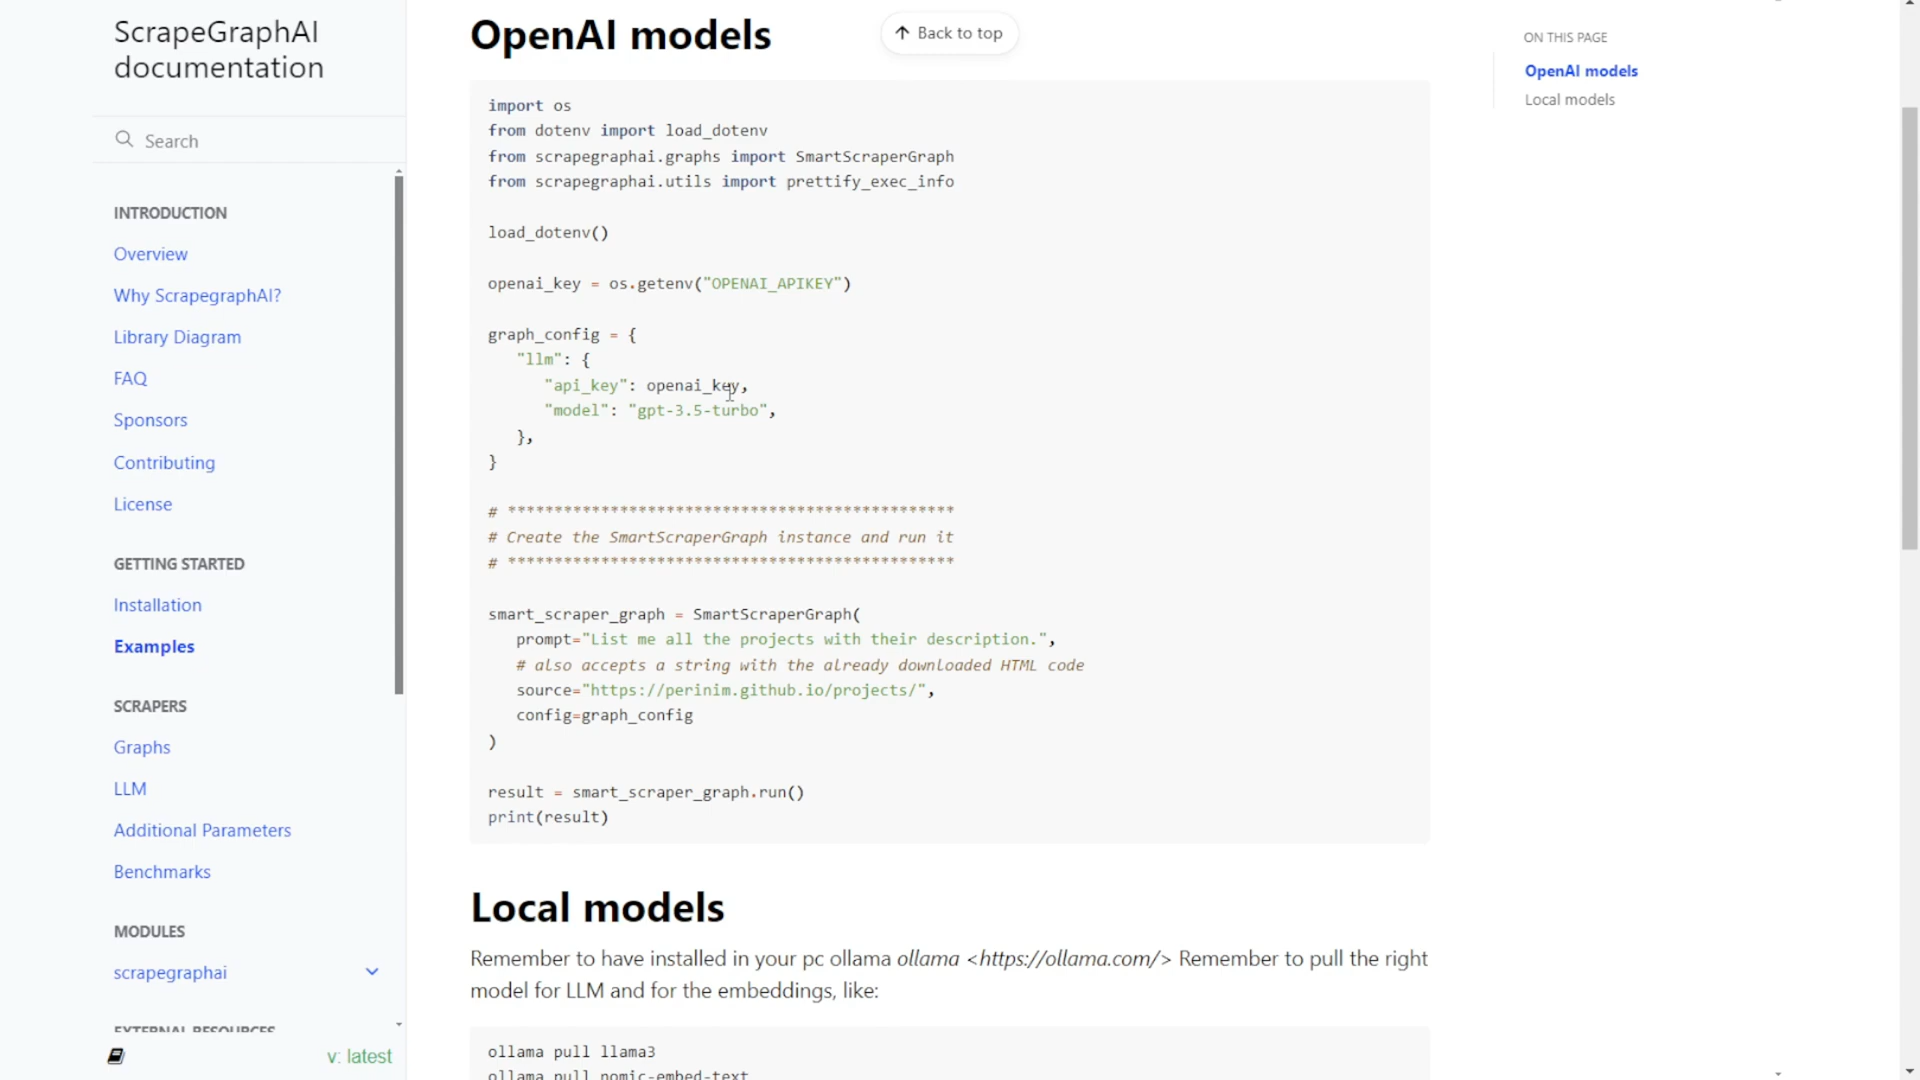 ScrapeGraphAI
documentation
Search
INTRODUCTION
Overview
Why ScrapegraphAI?
Library Diagram
FAQ
Sponsors
Contributing
License
GETTING STARTED
Installation
Examples
SCRAPERS
Graphs
LLM
Additional Parameters
Benchmarks
MODULES
scrapegraphai
EXTERNAL RESOURCES
v: latest
OpenAI models
Back to top
import os
from dotenv import load_dotenv
from scrapegraphai.graphs import SmartScraperGraph
from scrapegraphai.utils import prettify_exec_info
load_dotenv()
openai_key = os.getenv("OPENAI_APIKEY")
graph_config = {
"llm": {
"api_key": openai_key,
"model": "gpt-3.5-turbo",
},
}
# ************************************************
# Create the SmartScraperGraph instance and run it
# ************************************************
smart_scraper_graph = SmartScraperGraph(
prompt="List me all the projects with their description.",
# also accepts a string with the already downloaded HTML code
source="https://perinim.github.io/projects/",
config=graph_config
)
result = smart_scraper_graph.run()
print(result)
Local models
Remember to have installed in your pc ollama ollama <https://ollama.com/> Remember to pull the right
model for LLM and for the embeddings, like:
ollama pull llama3
ollama pull nomic-embed-text
ON THIS PAGE
OpenAI models
Local models